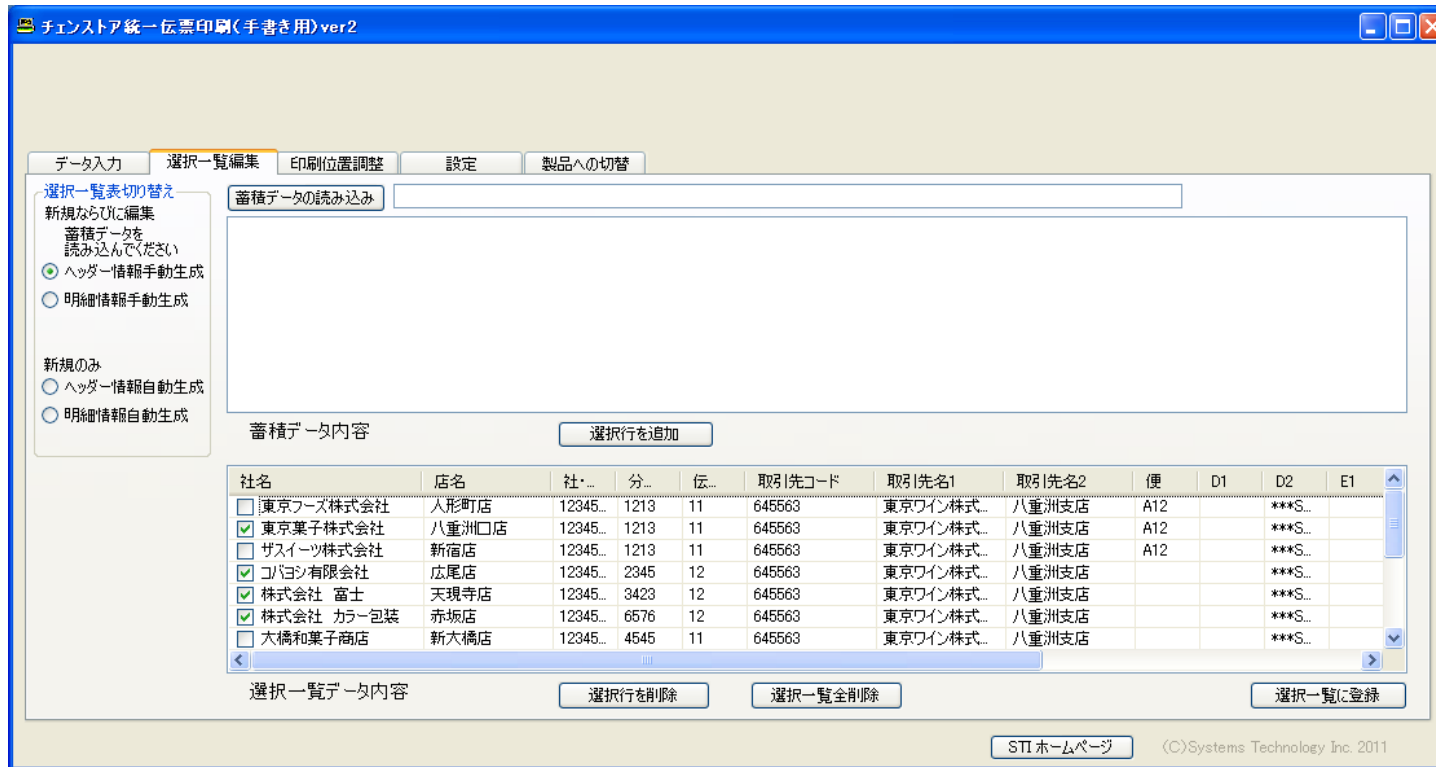 チェンストア統一伝票印刷(手書き用)ver2
データ入力 選択一覧編集 印刷位置調整 設定 製品への切替
選択一覧表切り替え
新規ならびに編集
蓄積データを
読み込んでください
ヘッダー情報手動生成
明細情報手動生成
新規のみ
ヘッダー情報自動生成
明細情報自動生成
蓄積データの読み込み
蓄積データ内容 選択行を追加
社名 店名 社・... 分... 伝... 取引先コード 取引先名1 取引先名2 便 D1 D2 E1
東京フーズ株式会社 人形町店 12345... 1213 11 645563 東京ワイン株式... 八重洲支店 A12 ***S...
東京菓子株式会社 八重洲口店 12345... 1213 11 645563 東京ワイン株式... 八重洲支店 A12 ***S...
ザスイーツ株式会社 新宿店 12345... 1213 11 645563 東京ワイン株式... 八重洲支店 A12 ***S...
コバヨシ有限会社 広尾店 12345... 2345 12 645563 東京ワイン株式... 八重洲支店 ***S...
株式会社 富士 天現寺店 12345... 3423 12 645563 東京ワイン株式... 八重洲支店 ***S...
株式会社 カラー包装 赤坂店 12345... 6576 12 645563 東京ワイン株式... 八重洲支店 ***S...
大橋和菓子商店 新大橋店 12345... 4545 11 645563 東京ワイン株式... 八重洲支店 ***S...
選択一覧データ内容 選択行を削除 選択一覧全削除 選択一覧に登録
STI ホームページ (C)Systems Technology Inc. 2011